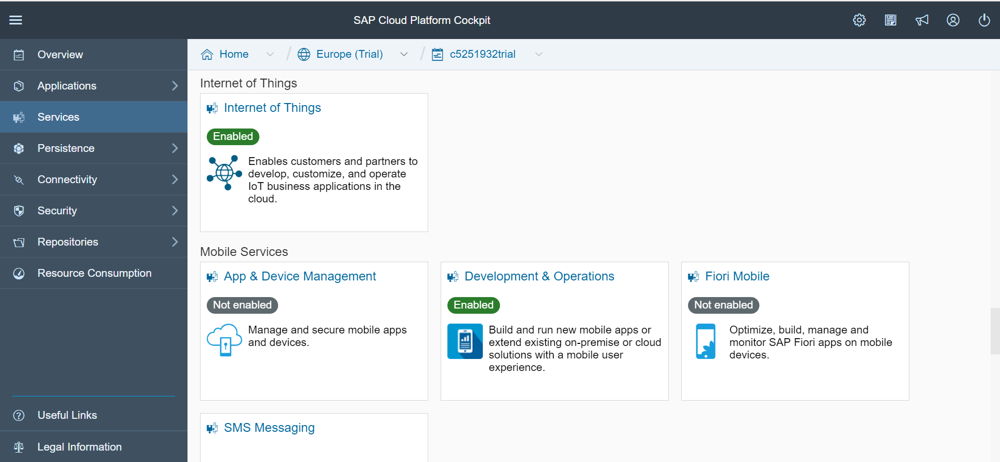 SAP Cloud Platform Cockpit
Overview
Applications
Services
Persistence
Connectivity
Security
Repositories
Resource Consumption
Useful Links
Legal Information
Home / Europe (Trial) / c5251932trial
Internet of Things
Internet of Things
Enabled
Enables customers and partners to
develop, customize, and operate
IoT business applications in the
cloud.
Mobile Services
App & Device Management
Not enabled
Manage and secure mobile apps
and devices.
Development & Operations
Enabled
Build and run new mobile apps or
extend existing on-premise or cloud
solutions with a mobile user
experience.
Fiori Mobile
Not enabled
Optimize, build, manage and
monitor SAP Fiori apps on mobile
devices.
SMS Messaging